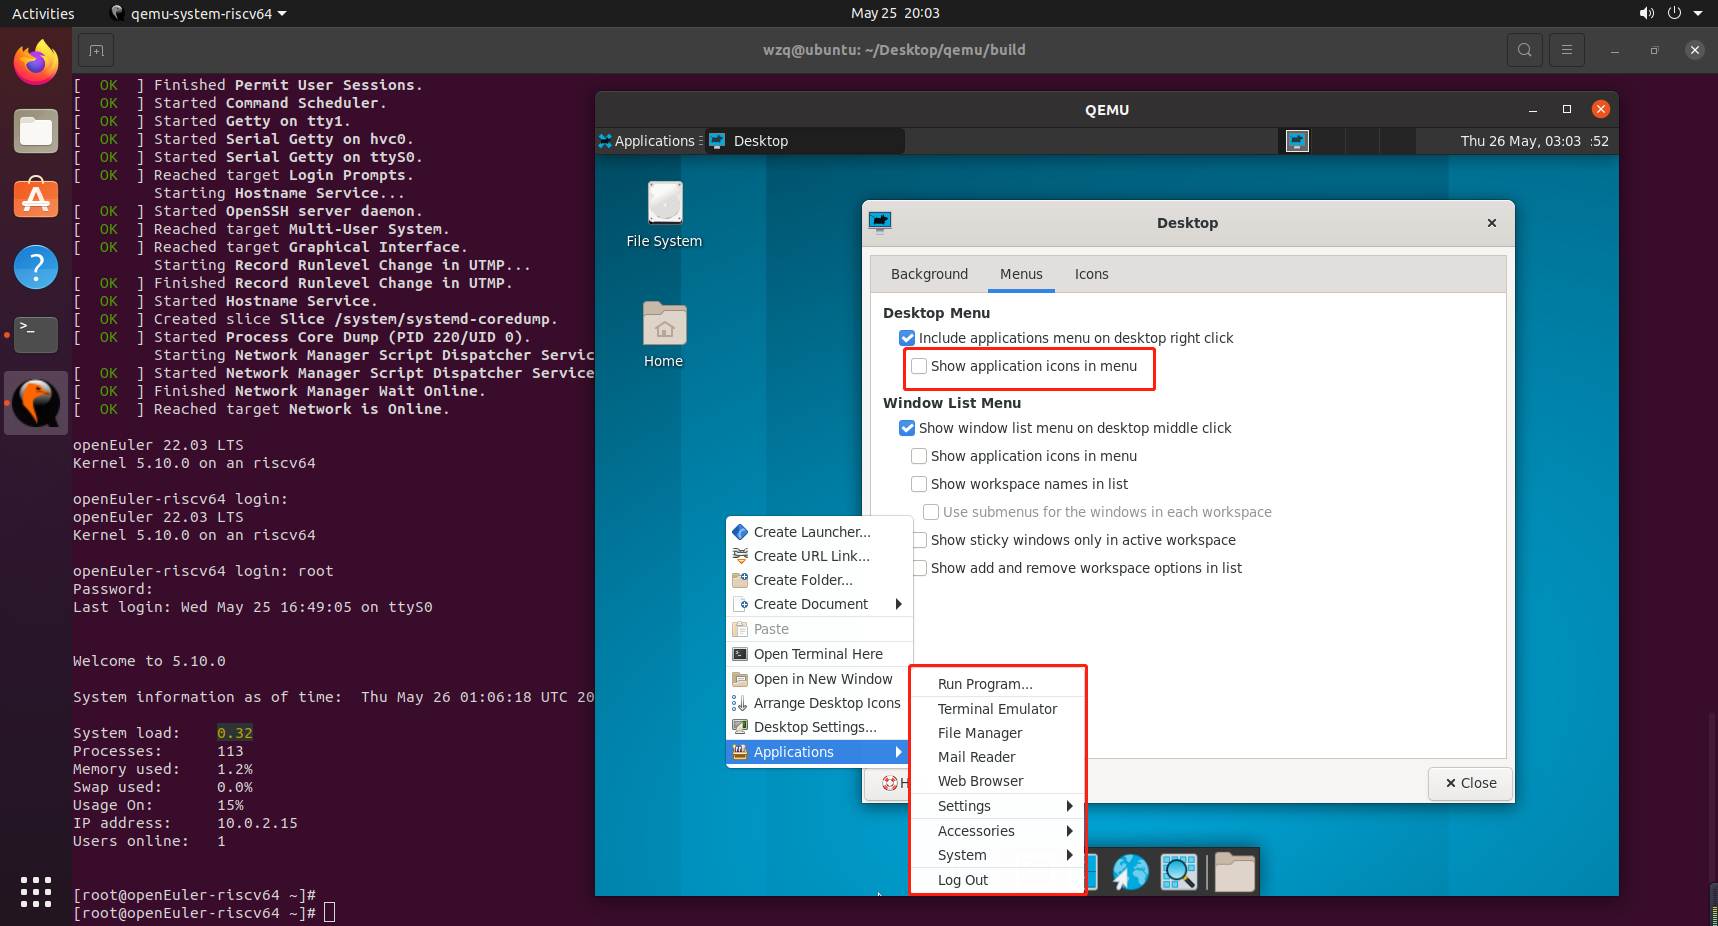 Activities
qemu-system-riscv64
May 25 20:03
wzq@ubuntu: ~/Desktop/qemu/build
[ OK ] Finished Permit User Sessions.
[ OK ] Started Command Scheduler.
[ OK ] Started Getty on tty1.
[ OK ] Started Serial Getty on hvc0.
[ OK ] Started Serial Getty on ttyS0.
[ OK ] Reached target Login Prompts.
Starting Hostname Service...
[ OK ] Started OpenSSH server daemon.
[ OK ] Reached target Multi-User System.
[ OK ] Reached target Graphical Interface.
Starting Record Runlevel Change in UTMP...
[ OK ] Finished Record Runlevel Change in UTMP.
[ OK ] Started Hostname Service.
[ OK ] Created slice Slice /system/systemd-coredump.
[ OK ] Started Process Core Dump (PID 220/UID 0).
Starting Network Manager Script Dispatcher Servic
[ OK ] Started Network Manager Script Dispatcher Service
[ OK ] Finished Network Manager Wait Online.
[ OK ] Reached target Network is Online.
openEuler 22.03 LTS
Kernel 5.10.0 on an riscv64
openEuler-riscv64 login:
openEuler 22.03 LTS
Kernel 5.10.0 on an riscv64
openEuler-riscv64 login: root
Password:
Last login: Wed May 25 16:49:05 on ttyS0
Welcome to 5.10.0
System information as of time: Thu May 26 01:06:18 UTC 20
System load: 0.32
Processes: 113
Memory used: 1.2%
Swap used: 0.0%
Usage On: 15%
IP address: 10.0.2.15
Users online: 1
[root@openEuler-riscv64 ~]#
[root@openEuler-riscv64 ~]#
QEMU
Applications
Desktop
Thu 26 May, 03:03 :52
File System
Home
Desktop
Background
Menus
Icons
Desktop Menu
Include applications menu on desktop right click
Show application icons in menu
Window List Menu
Show window list menu on desktop middle click
Show application icons in menu
Show workspace names in list
Use submenus for the windows in each workspace
Show sticky windows only in active workspace
Show add and remove workspace options in list
H
Close
Create Launcher...
Create URL Link...
Create Folder...
Create Document
Paste
Open Terminal Here
Open in New Window
Arrange Desktop Icons
Desktop Settings...
Applications
Run Program...
Terminal Emulator
File Manager
Mail Reader
Web Browser
Settings
Accessories
System
Log Out